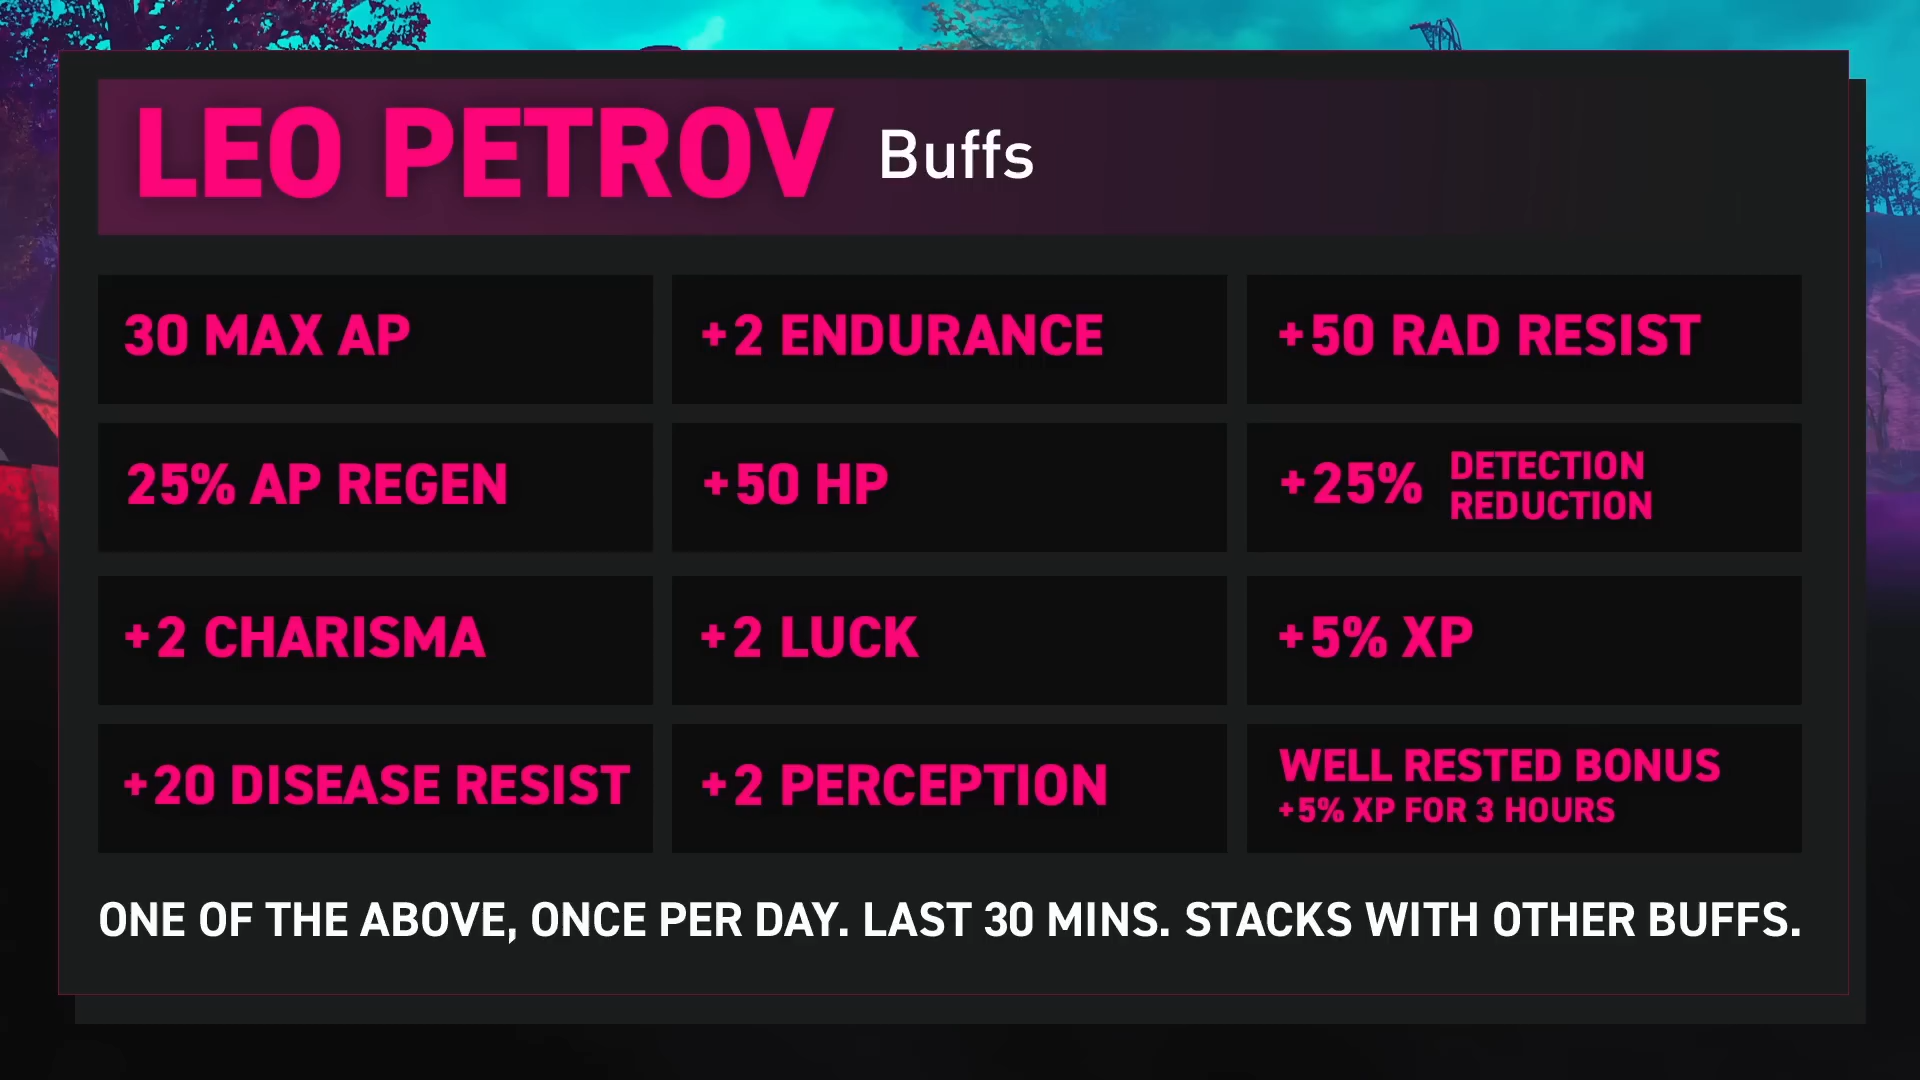 LEO PETROV Buffs
30 MAX AP
+2 ENDURANCE
+50 RAD RESIST
25% AP REGEN
+50 HP
+25% DETECTION
REDUCTION
+2 CHARISMA
+2 LUCK
+5% XP
+20 DISEASE RESIST
+2 PERCEPTION
WELL RESTED BONUS
+5% XP FOR 3 HOURS
ONE OF THE ABOVE, ONCE PER DAY. LAST 30 MINS. STACKS WITH OTHER BUFFS.